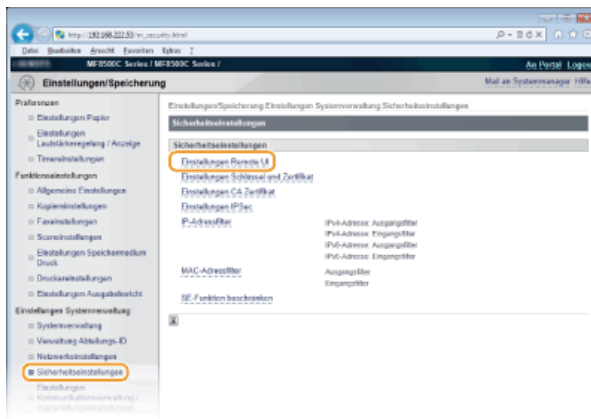 http://192.168.222.53/m_security.html
Datei Bearbeiten Ansicht Favoriten Extras ?
MF8500C Series / MF8500C Series /
An Portal Logout
Einstellungen/Speicherung
Mail an Systemmanager Hilfe
Präferenzen
Einstellungen Papier
Einstellungen
Lautstärkeregelung / Anzeige
Timereinstellungen
Funktionseinstellungen
Allgemeine Einstellungen
Kopiereinstellungen
Faxeinstellungen
Scaneinstellungen
Einstellungen Speichermedium
Druck
Druckereinstellungen
Einstellungen Ausgabebericht
Einstellungen Systemverwaltung
Systemverwaltung
Verwaltung Abteilungs-ID
Netzwerkeinstellungen
Sicherheitseinstellungen
Einstellungen
Kommunikationsverwaltung /
Weiterleitungseinstellungen
Einstellungen/Speicherung:Einstellungen Systemverwaltung:Sicherheitseinstellungen
Sicherheitseinstellungen
Sicherheitseinstellungen
Einstellungen Remote UI
Einstellungen Schlüssel und Zertifikat
Einstellungen CA Zertifikat
Einstellungen IPSec
IP-Adressfilter
IPv4-Adresse: Ausgangsfilter
IPv4-Adresse: Eingangsfilter
IPv6-Adresse: Ausgangsfilter
IPv6-Adresse: Eingangsfilter
MAC-Adressfilter
Ausgangsfilter
Eingangsfilter
SE-Funktion beschränken